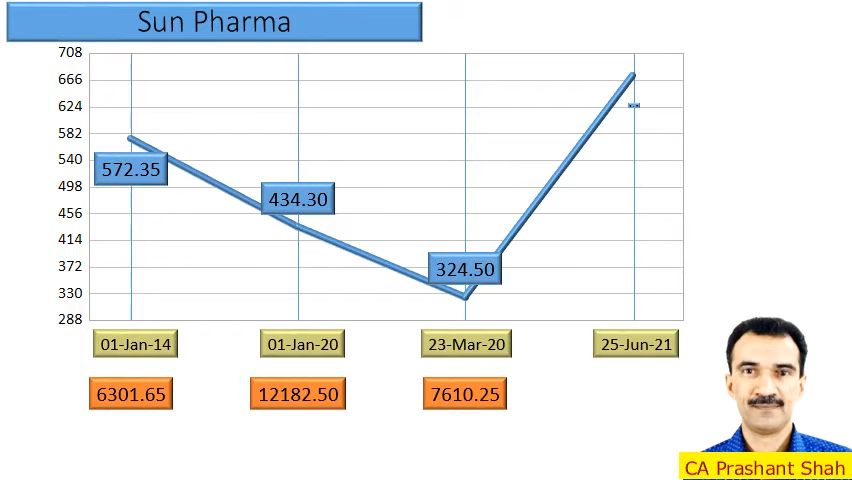 Sun Pharma
708
666
624
582
540
498
456
414
372
330
288
572.35
434.30
324.50
01-Jan-14
01-Jan-20
23-Mar-20
25-Jun-21
6301.65
12182.50
7610.25
CA Prashant Shah